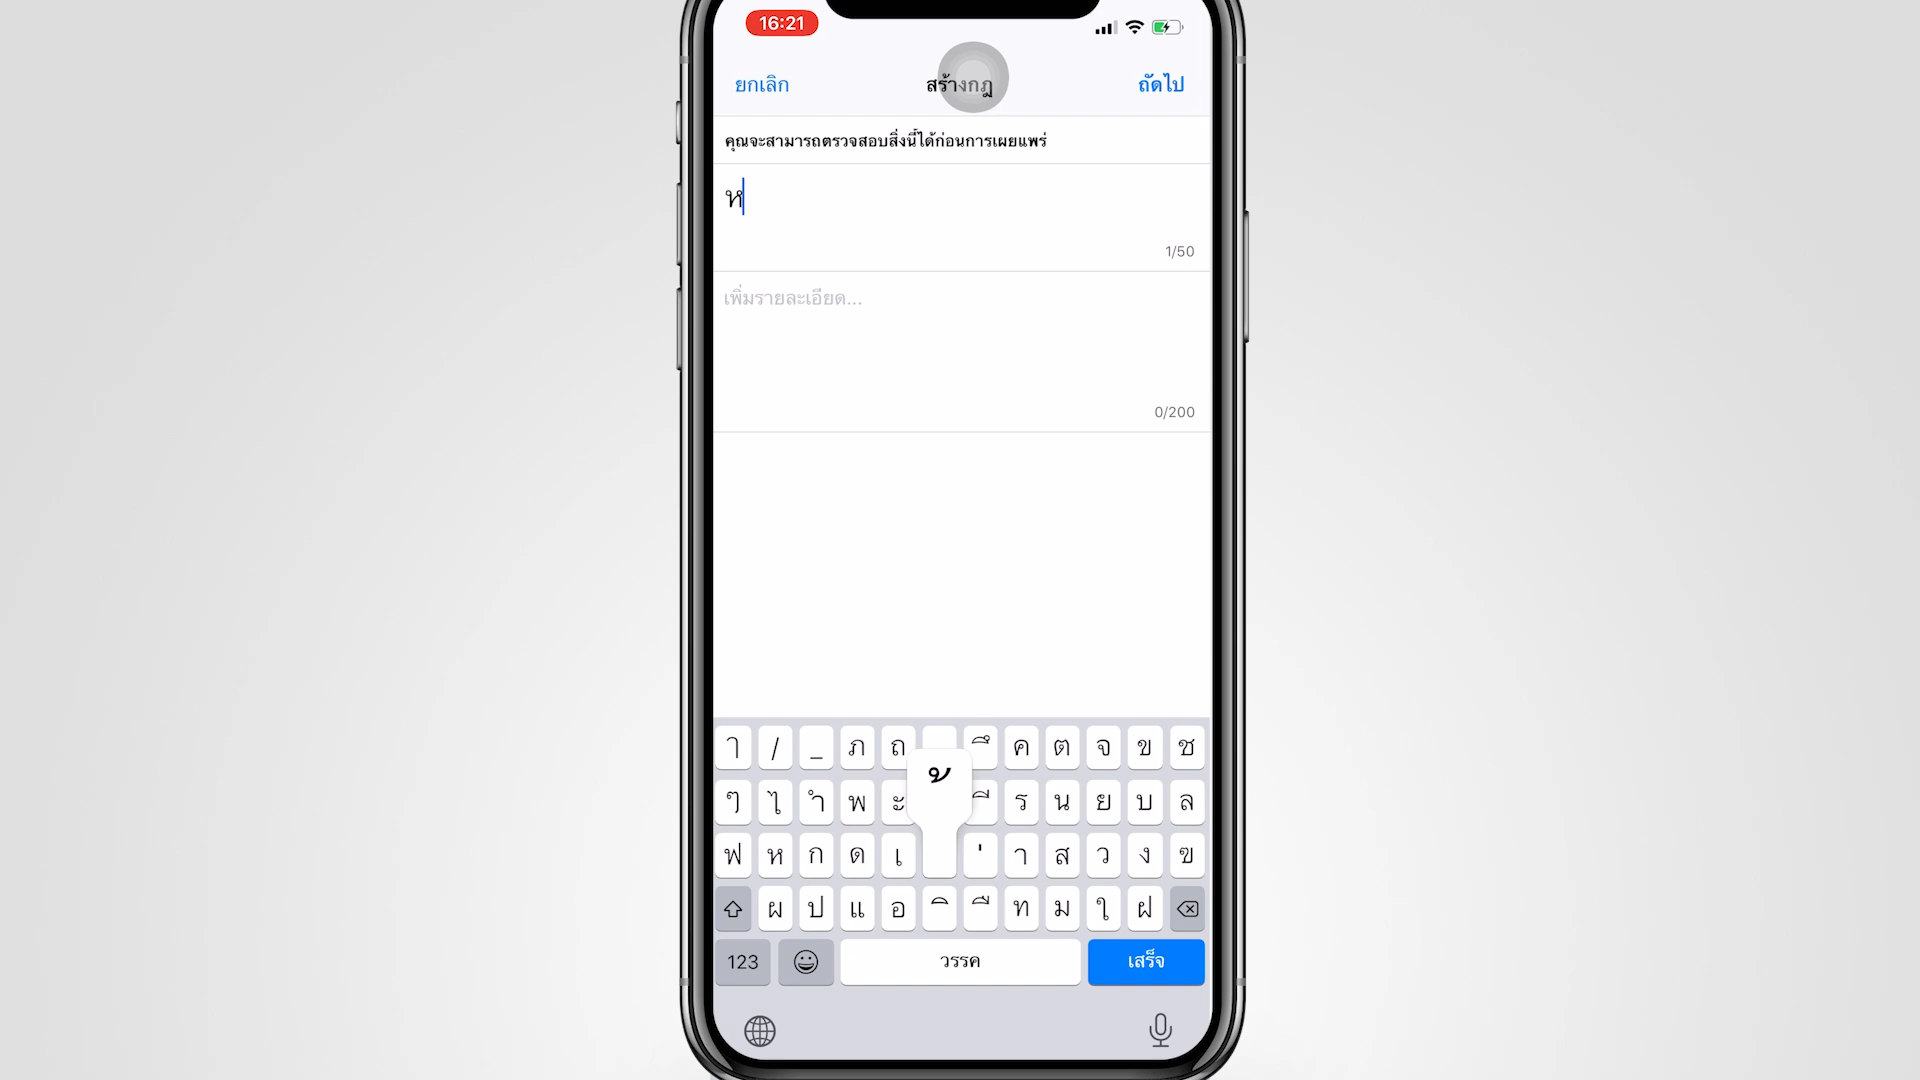 16:21
ยกเลิก สร้างกฎ ถัดไป
คุณจะสามารถตรวจสอบสิ่งนี้ได้ก่อนการเผยแพร่
ห
1/50
เพิ่มรายละเอียด...
0/200
า / _ ภ ถ ึ ค ต จ ข ช
ๆ ไ ำ พ ะ ้ ี ร น ย บ ล
ฟ ห ก ด เ ' า ส ว ง ฃ
ผ ป แ อ ิ ื ท ม ใ ฝ
123 วรรค เสร็จ